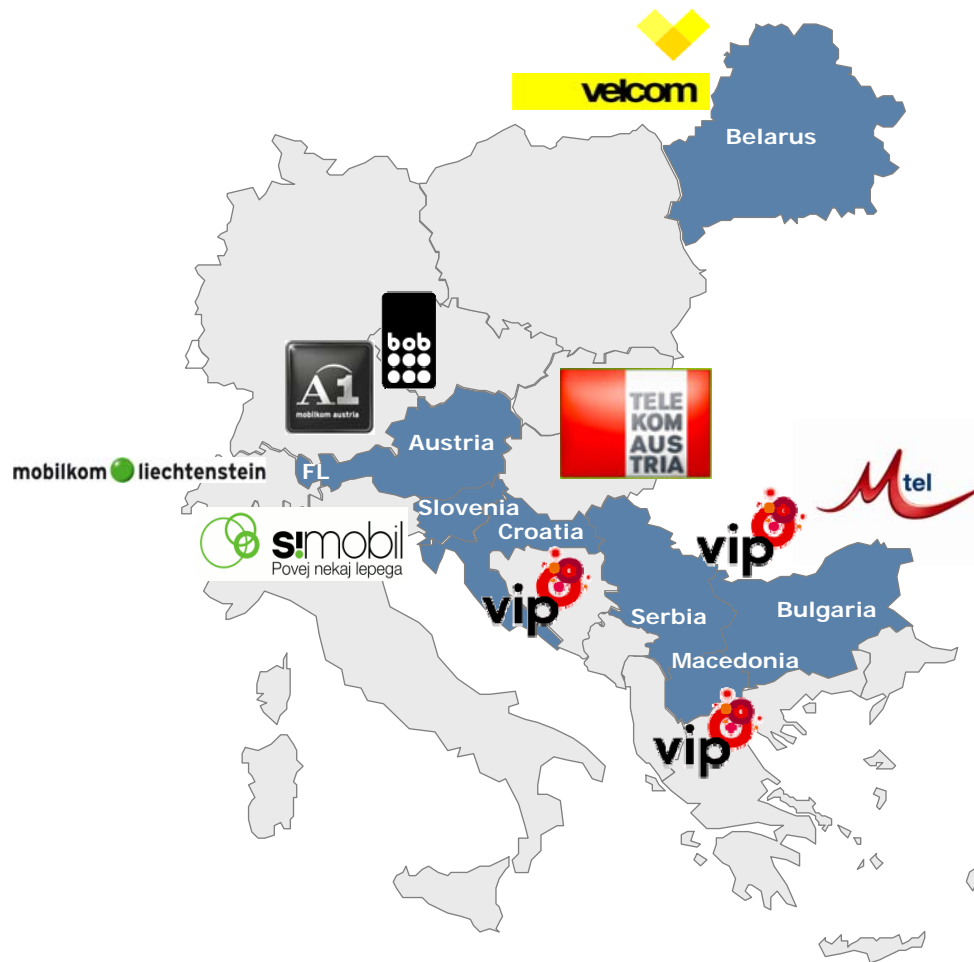 velcom
Belarus
bob
A1
mobilkom austria
TELE
KOM
AUS
TRIA
Austria
mobilkom liechtenstein
FL
M tel
Slovenia
Croatia
s!mobil
Povej nekaj lepega
vip
vip
Serbia
Bulgaria
Macedonia
vip